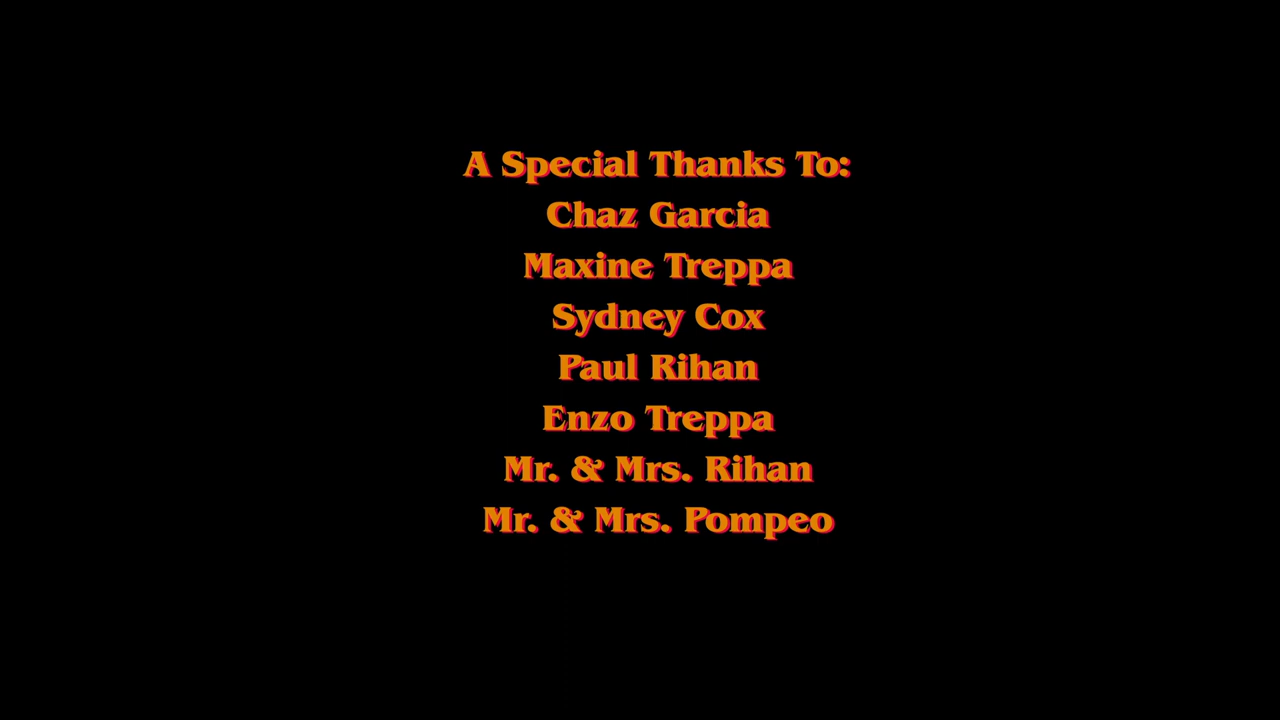 A Special Thanks To:
Chaz Garcia
Maxine Treppa
Sydney Cox
Paul Rihan
Enzo Treppa
Mr. & Mrs. Rihan
Mr. & Mrs. Pompeo